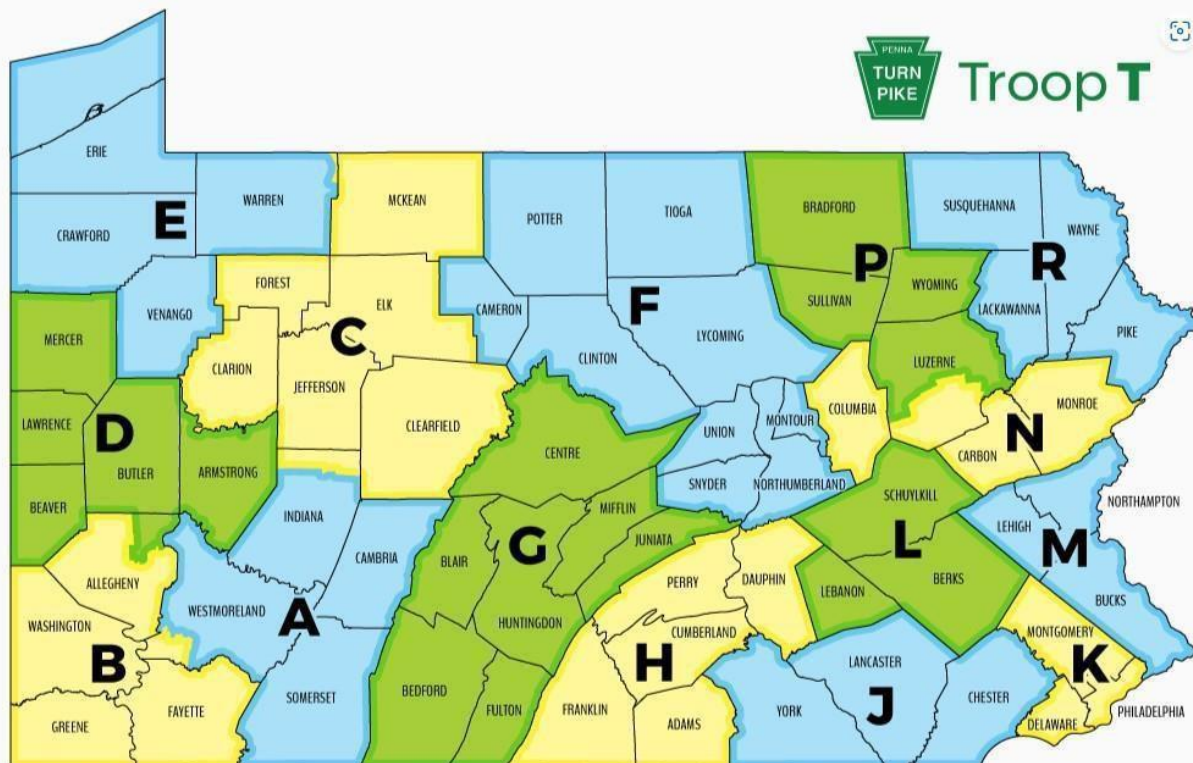 PENNA
TURN
PIKE
Troop T
ERIE
WARREN
MCKEAN
POTTER
TIOGA
BRADFORD
SUSQUEHANNA
WAYNE
CRAWFORD
E
P
R
FOREST
ELK
CAMERON
F
SULLIVAN
WYOMING
LACKAWANNA
PIKE
VENANGO
MERCER
C
CLINTON
LYCOMING
LUZERNE
CLARION
JEFFERSON
LAWRENCE
D
BUTLER
ARMSTRONG
CLEARFIELD
CENTRE
UNION
MONTOUR
COLUMBIA
MONROE
N
CARBON
BEAVER
INDIANA
SNYDER
NORTHUMBERLAND
SCHUYLKILL
NORTHAMPTON
MIFFLIN
JUNIATA
LEHIGH
M
ALLEGHENY
CAMBRIA
BLAIR
G
PERRY
DAUPHIN
LEBANON
L
BERKS
BUCKS
WASHINGTON
WESTMORELAND
A
HUNTINGDON
CUMBERLAND
MONTGOMERY
B
H
LANCASTER
K
GREENE
FAYETTE
SOMERSET
BEDFORD
FULTON
FRANKLIN
ADAMS
YORK
J
CHESTER
DELAWARE
PHILADELPHIA